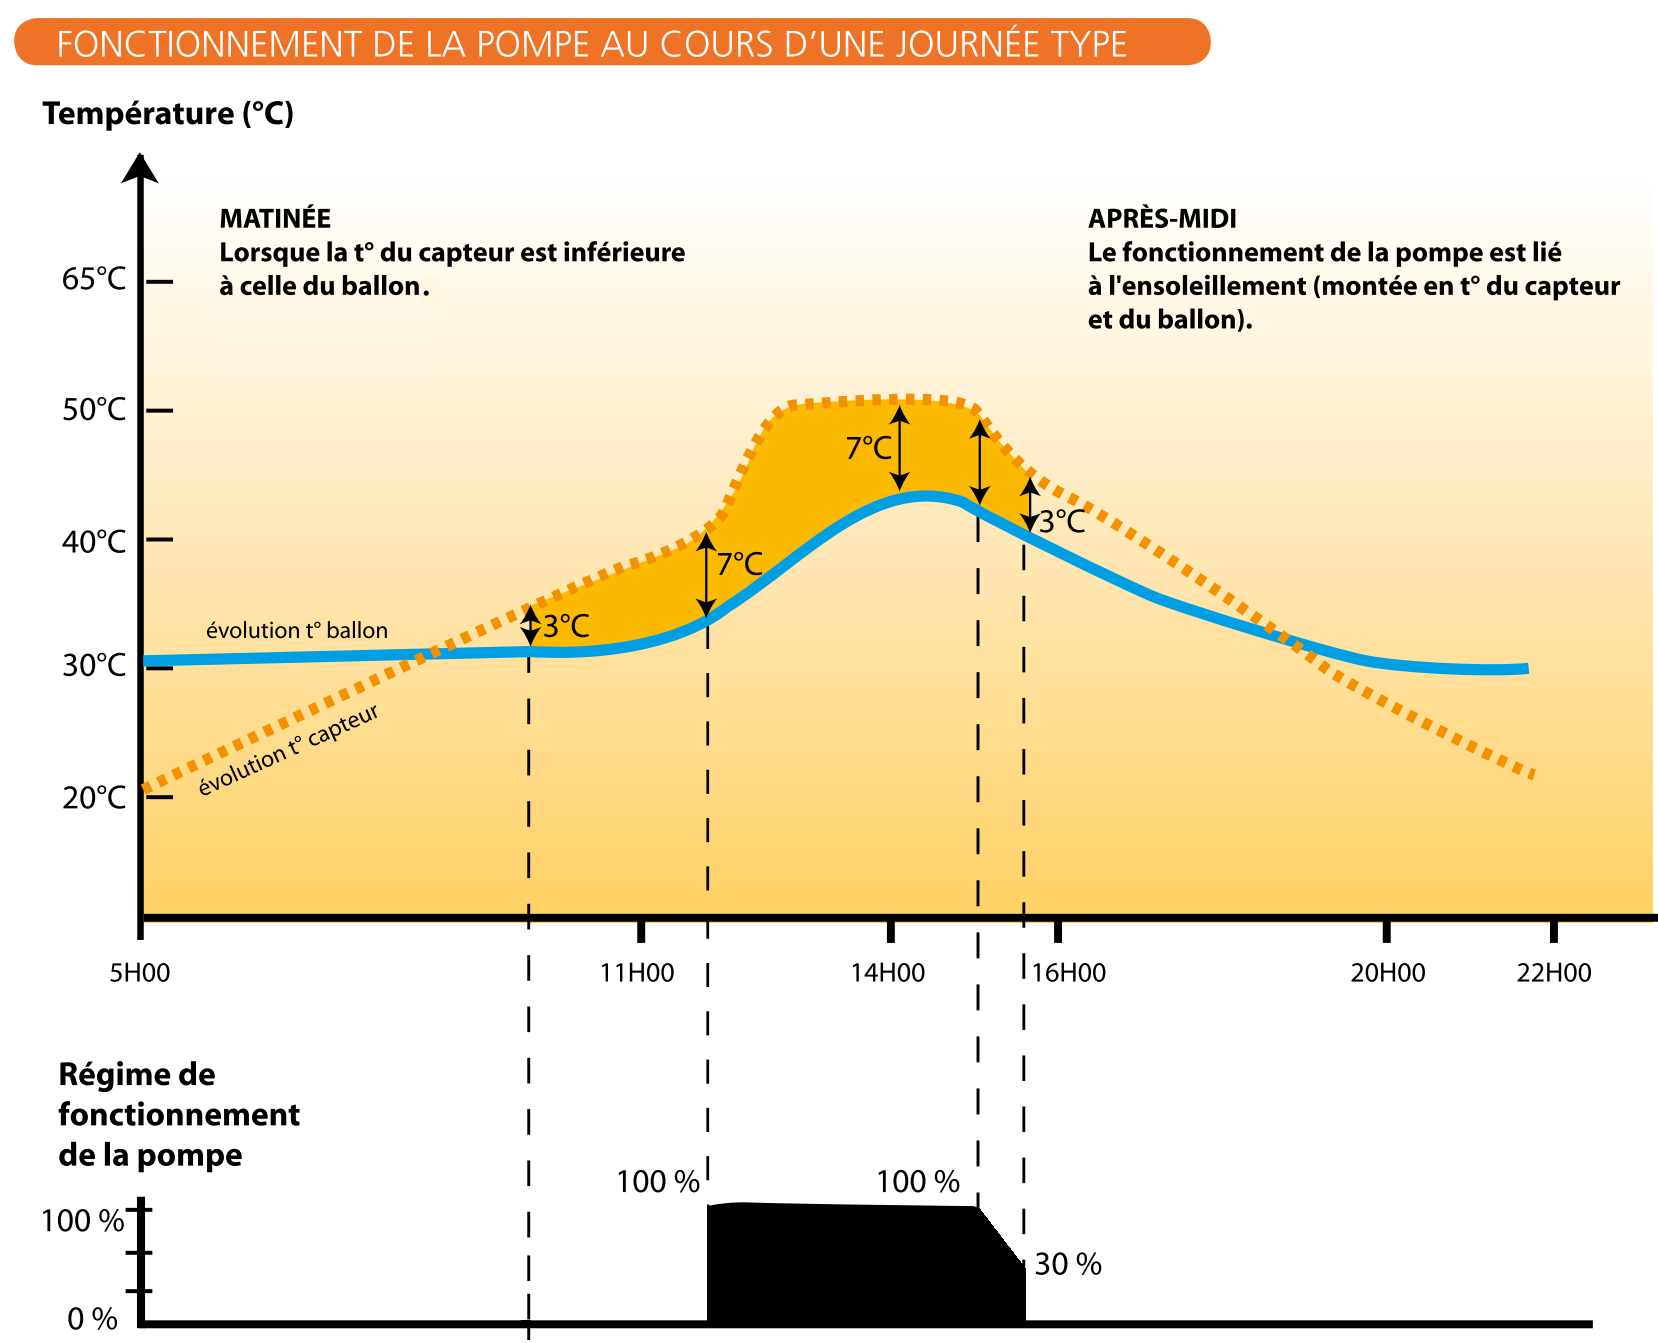 FONCTIONNEMENT DE LA POMPE AU COURS D'UNE JOURNÉE TYPE
Température (°C)
MATINÉE
Lorsque la t° du capteur est inférieure
à celle du ballon.
APRÈS-MIDI
Le fonctionnement de la pompe est lié
à l'ensoleillement (montée en t° du capteur
et du ballon).
65°C
50°C
40°C
30°C
20°C
7°C
3°C
7°C
3°C
évolution t° ballon
évolution t° capteur
5H00
11H00
14H00
16H00
20H00
22H00
Régime de
fonctionnement
de la pompe
100 %
100 %
100 %
30 %
0 %